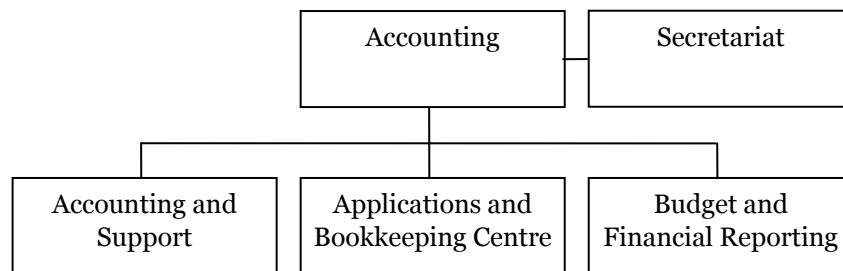 Accounting
Secretariat
Accounting and
Support
Applications and
Bookkeeping Centre
Budget and
Financial Reporting